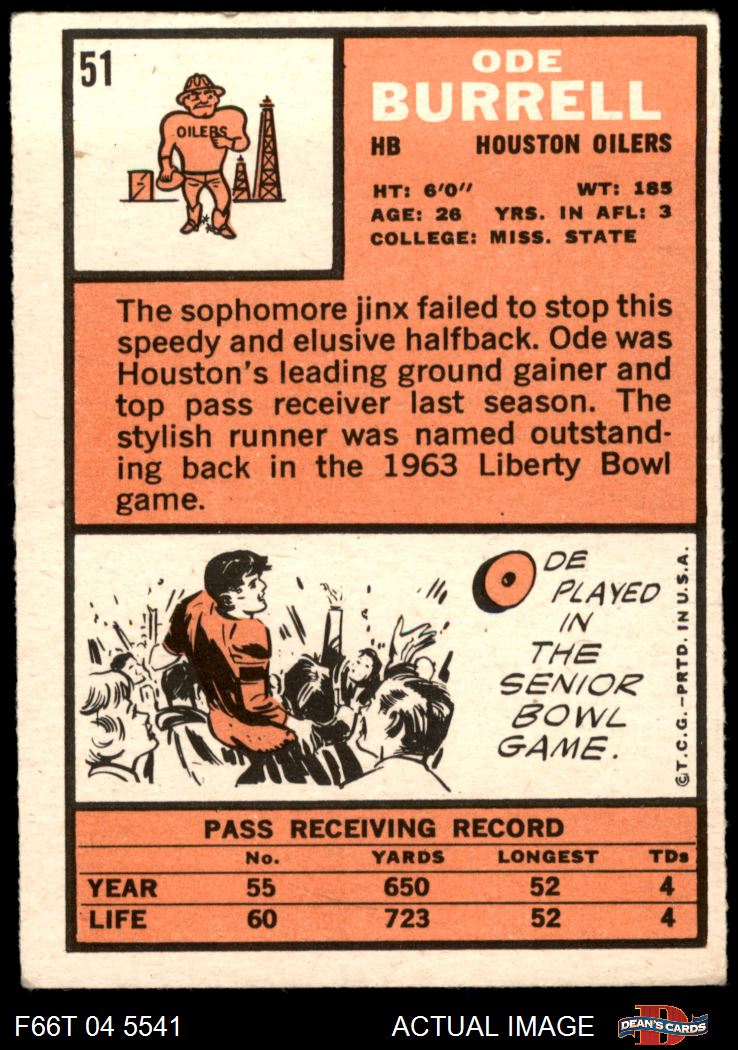 51
OILERS
ODE
BURRELL
HB HOUSTON OILERS
HT: 6'0" WT: 185
AGE: 26 YRS. IN AFL: 3
COLLEGE: MISS. STATE
The sophomore jinx failed to stop this
speedy and elusive halfback. Ode was
Houston's leading ground gainer and
top pass receiver last season. The
stylish runner was named outstand-
ing back in the 1963 Liberty Bowl
game.
ODE
PLAYED
IN
THE
SENIOR
BOWL
GAME.
©T.C.G.-PRTD. IN U.S.A.
PASS RECEIVING RECORD
No. YARDS LONGEST TDs
YEAR 55 650 52 4
LIFE 60 723 52 4
F66T 04 5541 ACTUAL IMAGE
D
DEAN'S CARDS